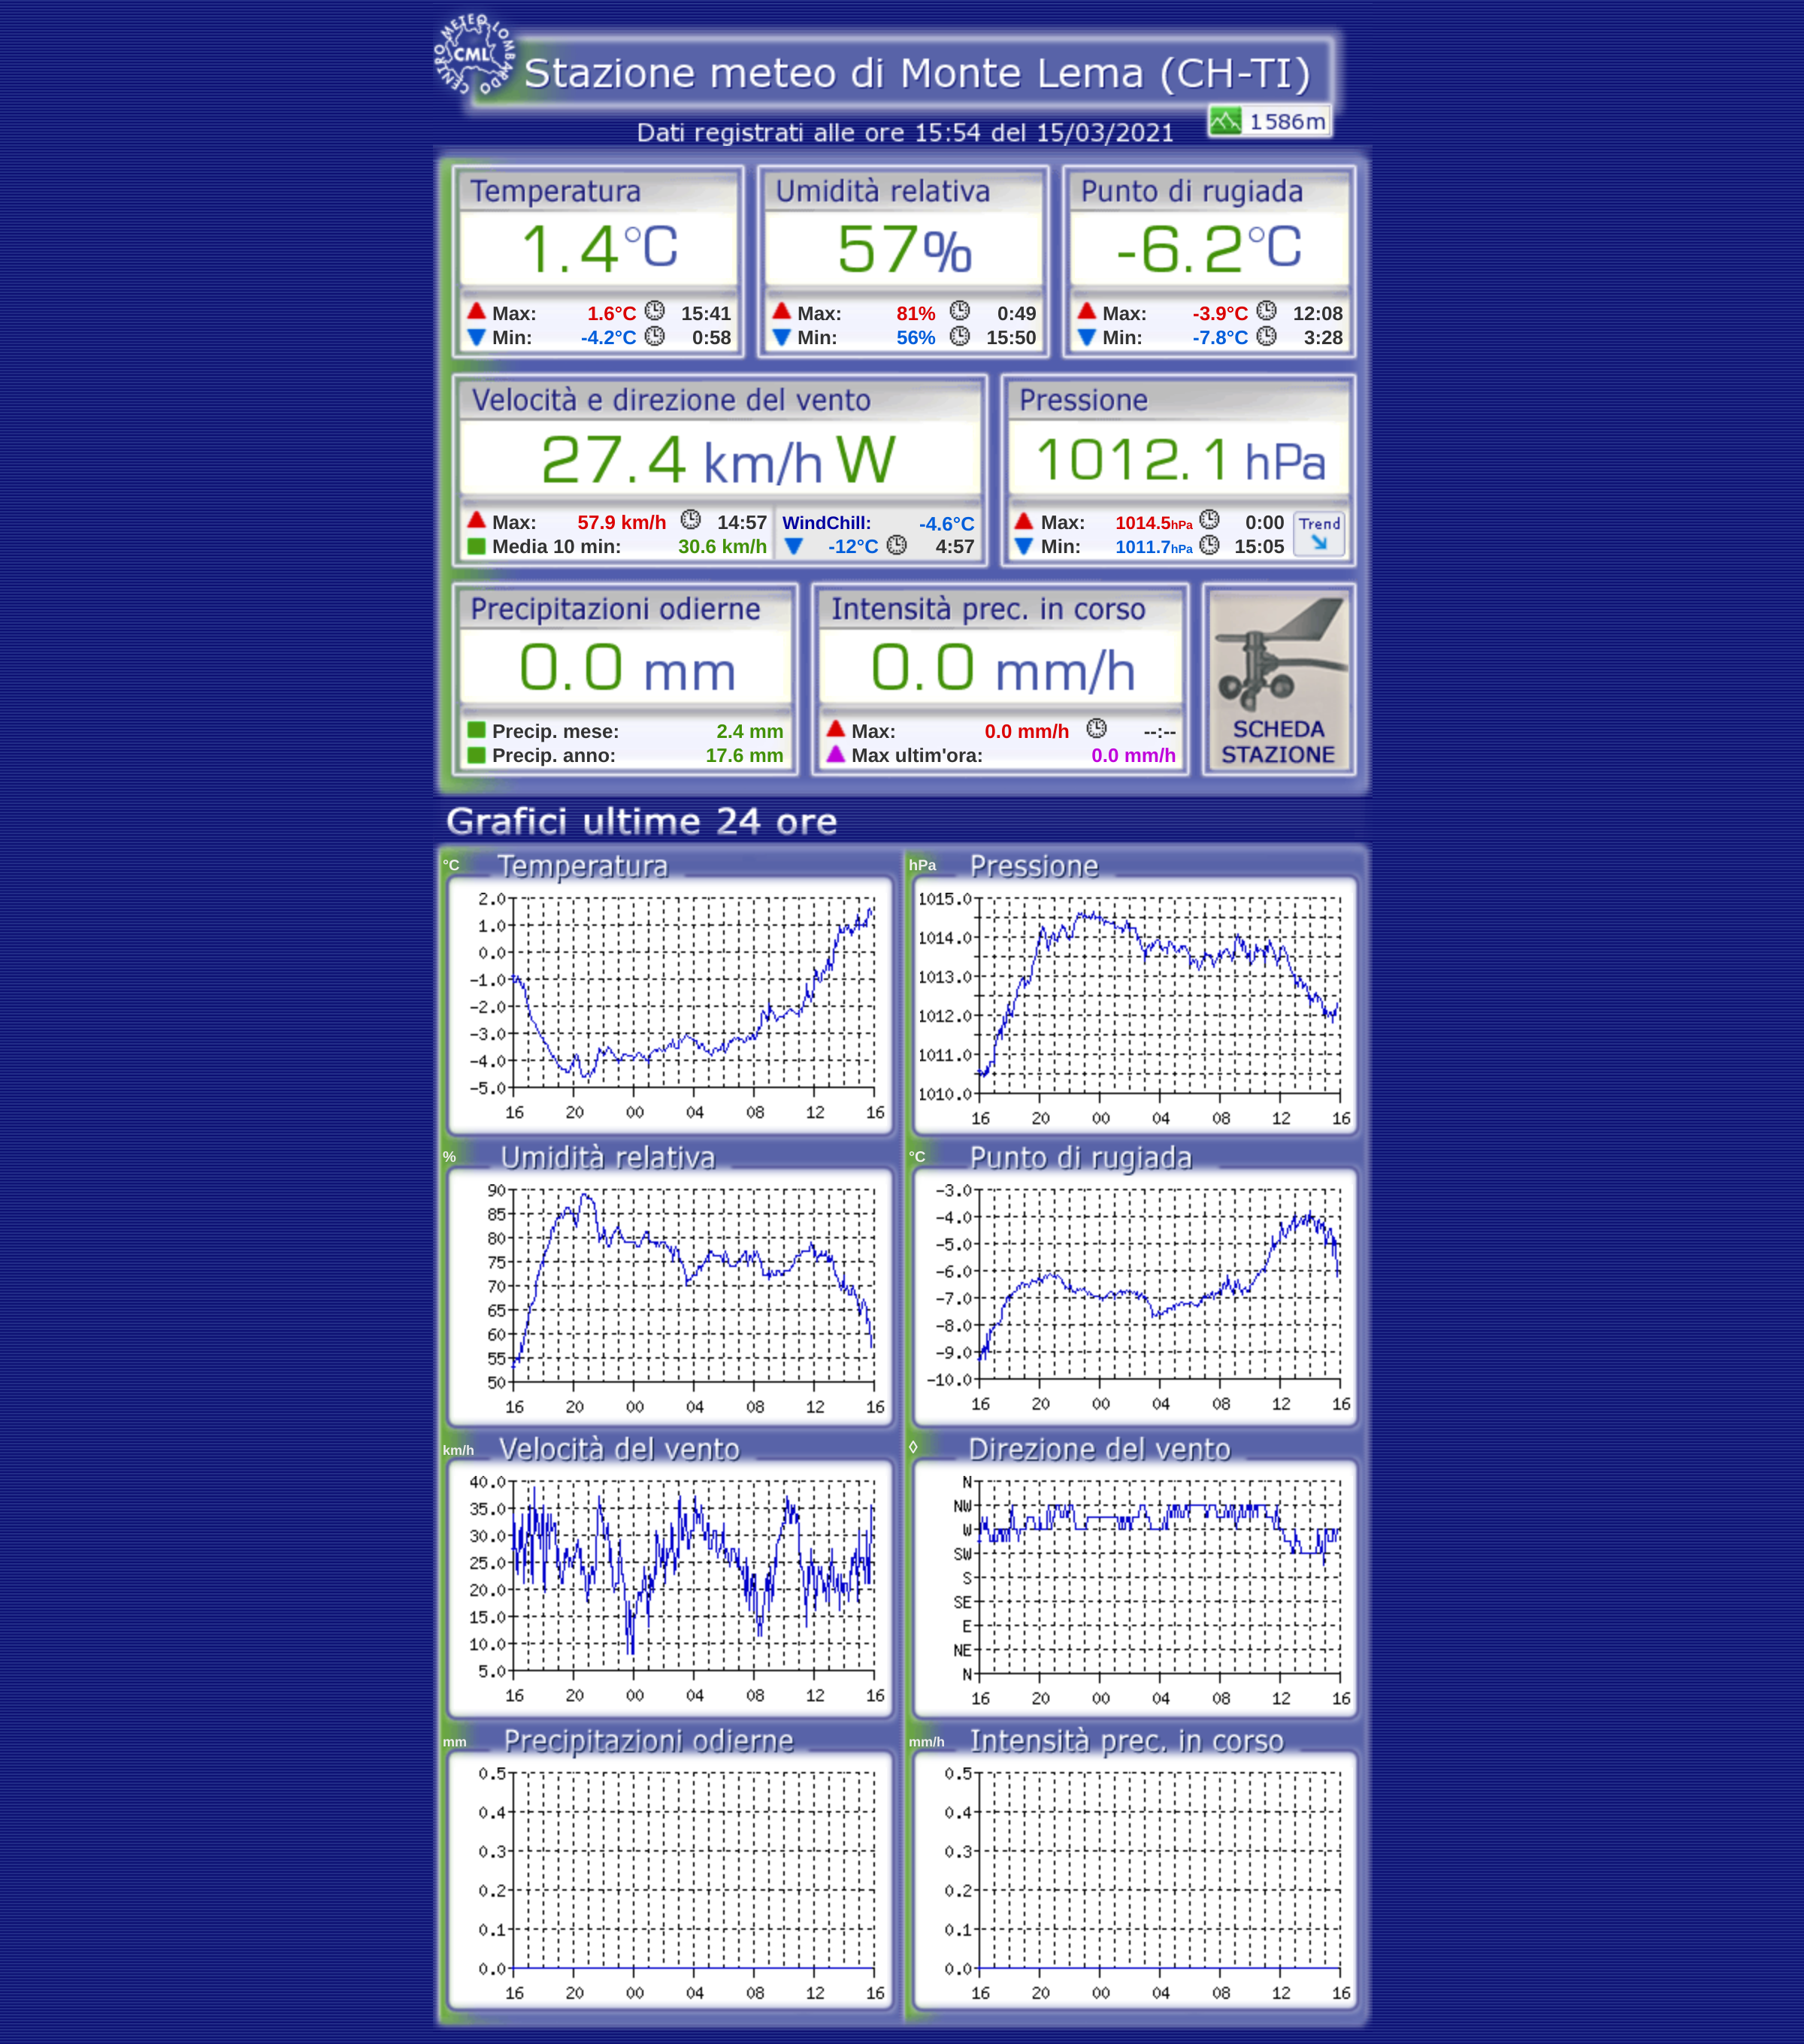 CENTRO METEO LOMBARDO
CML
Stazione meteo di Monte Lema (CH-TI)
Dati registrati alle ore 15:54 del 15/03/2021
1586m
Temperatura
1.4°C
Max: 1.6°C 15:41
Min: -4.2°C 0:58
Umidità relativa
57%
Max: 81% 0:49
Min: 56% 15:50
Punto di rugiada
-6.2°C
Max: -3.9°C 12:08
Min: -7.8°C 3:28
Velocità e direzione del vento
27.4 km/h W
Max: 57.9 km/h 14:57
Media 10 min: 30.6 km/h
WindChill: -4.6°C
-12°C 4:57
Pressione
1012.1 hPa
Max: 1014.5hPa 0:00
Min: 1011.7hPa 15:05
Trend
Precipitazioni odierne
0.0 mm
Precip. mese: 2.4 mm
Precip. anno: 17.6 mm
Intensità prec. in corso
0.0 mm/h
Max: 0.0 mm/h --:--
Max ultim'ora: 0.0 mm/h
SCHEDA
STAZIONE
Grafici ultime 24 ore
°C Temperatura
2.0
1.0
0.0
-1.0
-2.0
-3.0
-4.0
-5.0
16 20 00 04 08 12 16
hPa Pressione
1015.0
1014.0
1013.0
1012.0
1011.0
1010.0
16 20 00 04 08 12 16
% Umidità relativa
90
85
80
75
70
65
60
55
50
16 20 00 04 08 12 16
°C Punto di rugiada
-3.0
-4.0
-5.0
-6.0
-7.0
-8.0
-9.0
-10.0
16 20 00 04 08 12 16
km/h Velocità del vento
40.0
35.0
30.0
25.0
20.0
15.0
10.0
5.0
16 20 00 04 08 12 16
◊ Direzione del vento
N
NW
W
SW
S
SE
E
NE
N
16 20 00 04 08 12 16
mm Precipitazioni odierne
0.5
0.4
0.3
0.2
0.1
0.0
16 20 00 04 08 12 16
mm/h Intensità prec. in corso
0.5
0.4
0.3
0.2
0.1
0.0
16 20 00 04 08 12 16